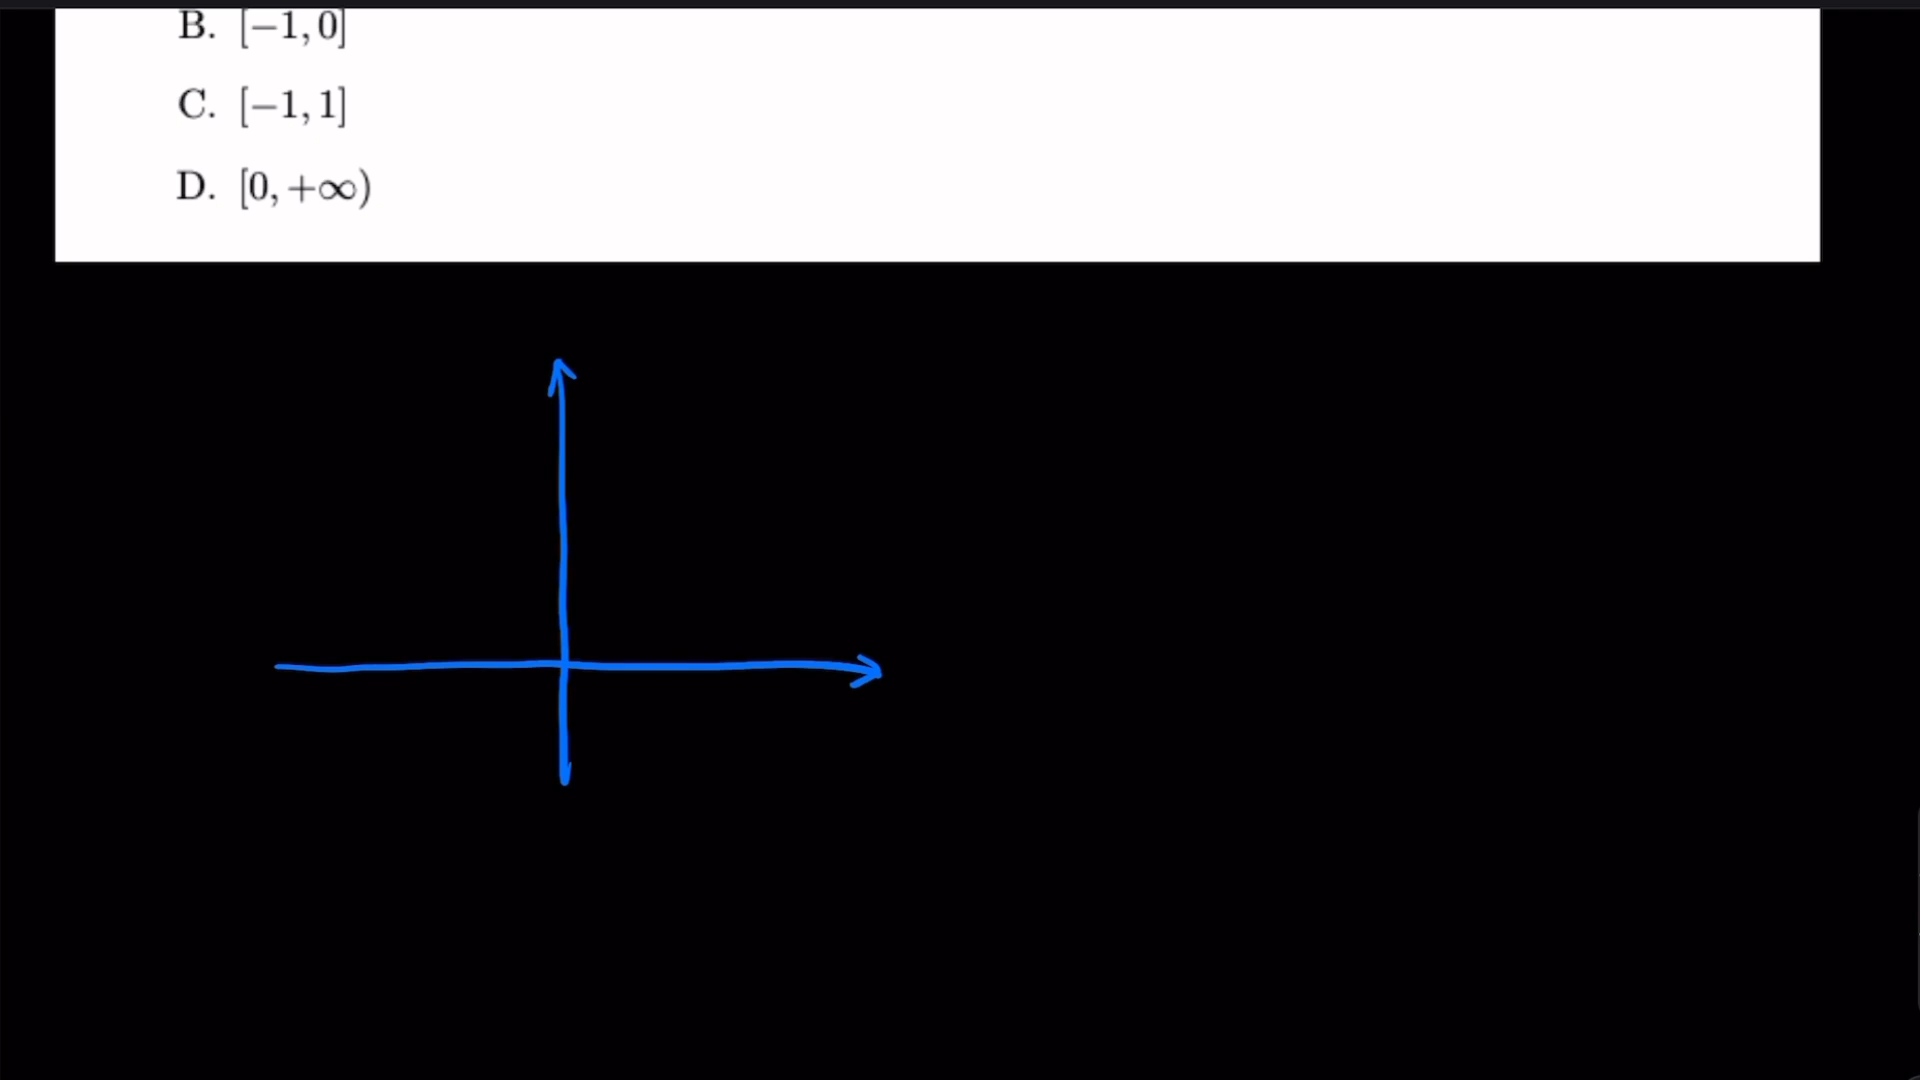 B. [−1, 0]
C. [−1, 1]
D. [0, +∞)